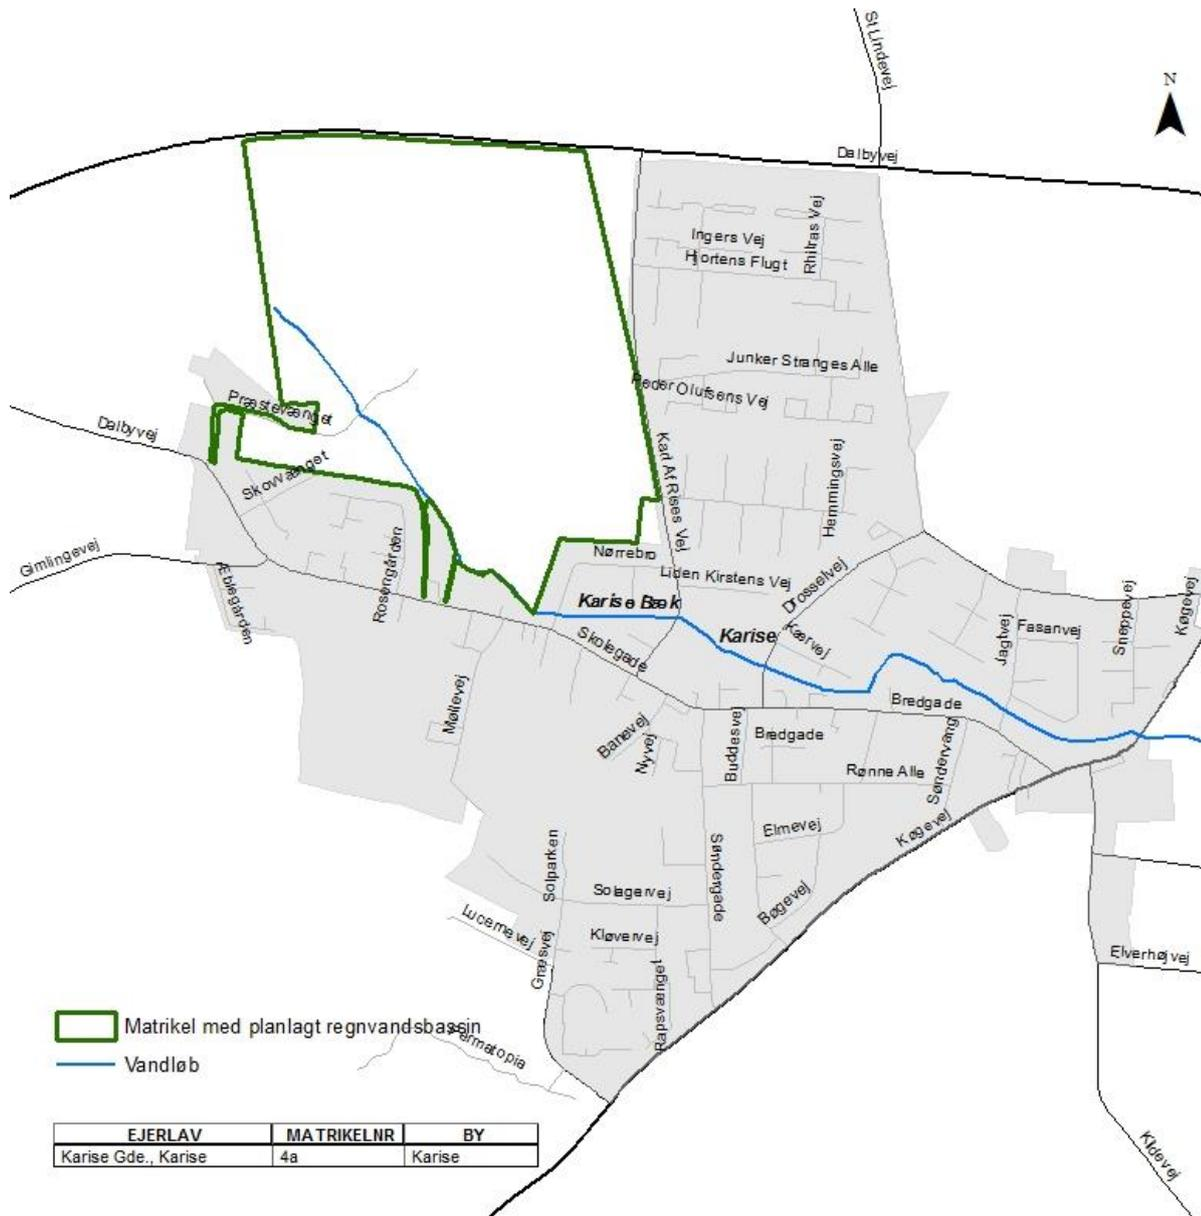 St Lindevej
N
Dalbyvej
Rhitras Vej
Ingers Vej
Hjortens Flugt
Junker Stranges Alle
Peder Olufsens Vej
Præstevænget
Dalbyvej
Skovvænget
Karl Af Rises Vej
Hemmingsvej
Gimlingevej
Rosengården
Nørrebro
Liden Kirstens Vej
Drosselvej
Æblegården
Karise Bæk
Karise
Kærvej
Skolegade
Jagtvej
Fasanvej
Sneppevej
Køgevej
Møllevej
Banevej
Nyvej
Buddesvej
Bredgade
Bredgade
Rønne Alle
Søndervang
Elmevej
Køgevej
Solparken
Søndergade
Solagervej
Bøgevej
Lucernevej
Græsvej
Kløvervej
Rapsvænget
Elverhøjvej
Matrikel med planlagt regnvandsbassin
Permatopia
Vandløb
EJERLAV MATRIKELNR BY
Karise Gde., Karise 4a Karise
Kildevej